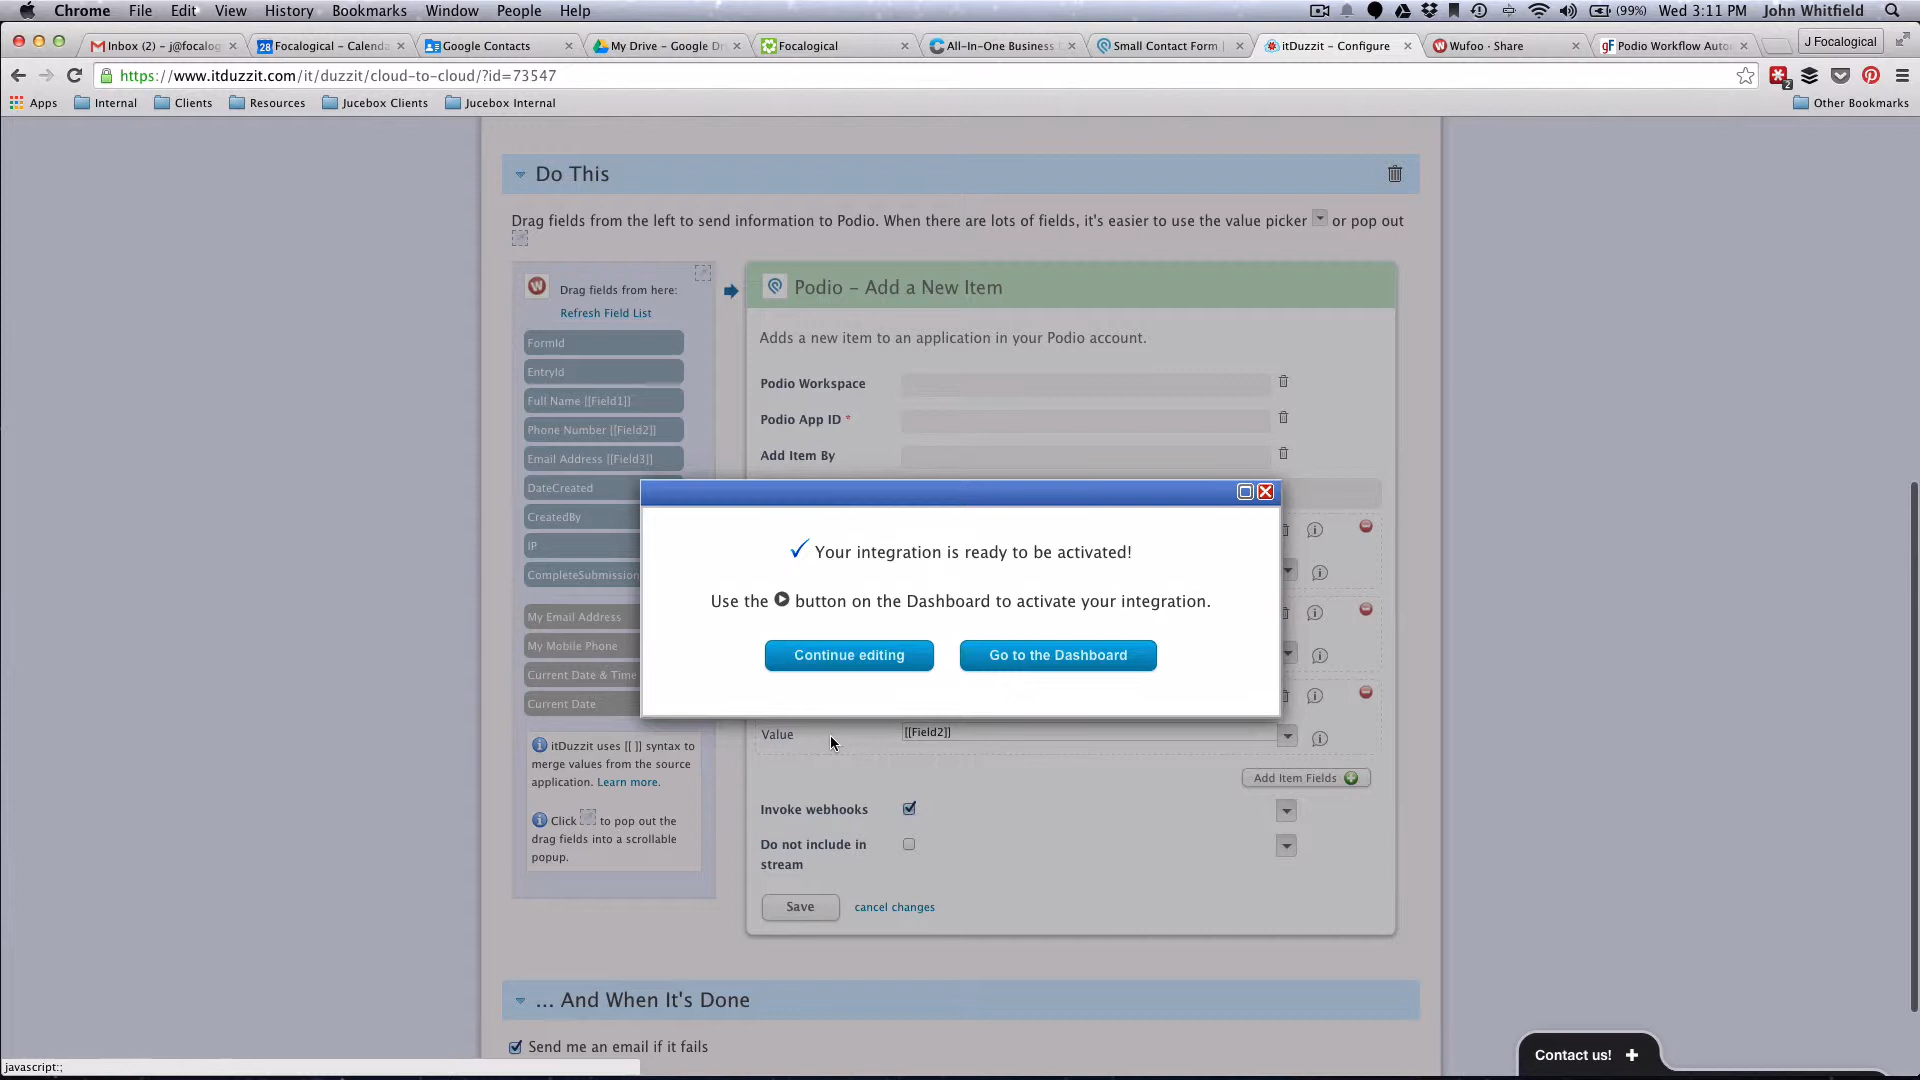 Chrome File Edit View History Bookmarks Window People Help (99%) Wed 3:11 PM John Whitfield
Inbox (2) - j@focalog Focalogical - Calenda Google Contacts My Drive - Google Dr Focalogical All-In-One Business Small Contact Form itDuzzit - Configure Wufoo · Share Podio Workflow Auto J Focalogical
https://www.itduzzit.com/it/duzzit/cloud-to-cloud/?id=73547
Apps Internal Clients Resources Jucebox Clients Jucebox Internal Other Bookmarks
Do This
Drag fields from the left to send information to Podio. When there are lots of fields, it's easier to use the value picker or pop out
Drag fields from here:
Refresh Field List
FormId
EntryId
Full Name [[Field1]]
Phone Number [[Field2]]
Email Address [[Field3]]
DateCreated
CreatedBy
IP
CompleteSubmission
My Email Address
My Mobile Phone
Current Date & Time
Current Date
itDuzzit uses [[ ]] syntax to
merge values from the source
application. Learn more.
Click to pop out the
drag fields into a scrollable
popup.
Podio – Add a New Item
Adds a new item to an application in your Podio account.
Podio Workspace
Podio App ID *
Add Item By
Your integration is ready to be activated!
Use the button on the Dashboard to activate your integration.
Continue editing Go to the Dashboard
Value [[Field2]]
Add Item Fields
Invoke webhooks
Do not include in
stream
Save cancel changes
... And When It's Done
Send me an email if it fails
Contact us! +
javascript:;